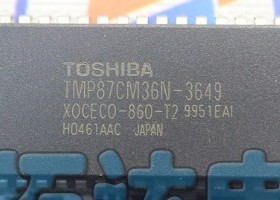 TOSHIBA
TMP87CM36N-3649
XOCECO-860-T2 9951EAI
H0461AAC JAPAN